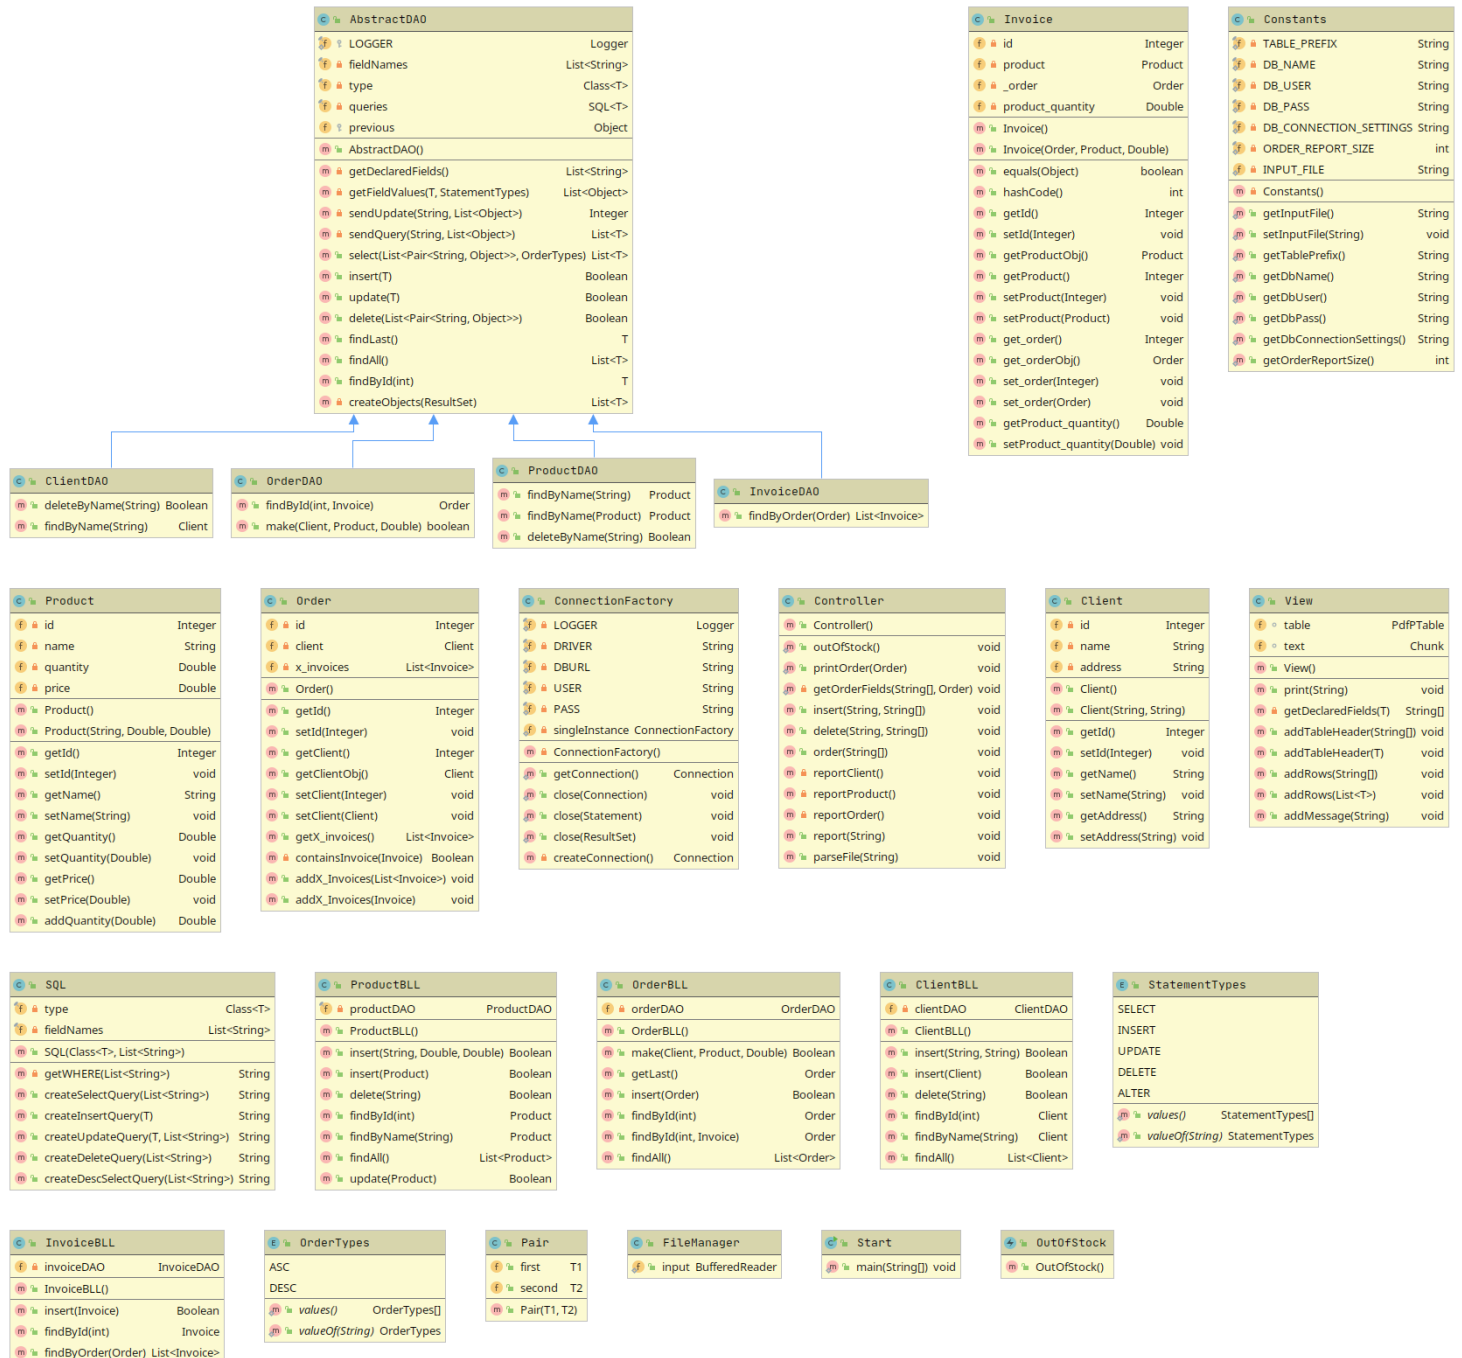 AbstractDAO
LOGGER Logger
fieldNames List<String>
type Class<T>
queries SQL<T>
previous Object
AbstractDAO()
getDeclaredFields() List<String>
getFieldValues(T, StatementTypes) List<Object>
sendUpdate(String, List<Object>) Integer
sendQuery(String, List<Object>) List<T>
select(List<Pair<String, Object>>, OrderTypes) List<T>
insert(T) Boolean
update(T) Boolean
delete(List<Pair<String, Object>>) Boolean
findLast() T
findAll() List<T>
findById(int) T
createObjects(ResultSet) List<T>
Invoice
id Integer
product Product
_order Order
product_quantity Double
Invoice()
Invoice(Order, Product, Double)
equals(Object) boolean
hashCode() int
getId() Integer
setId(Integer) void
getProductObj() Product
getProduct() Integer
setProduct(Integer) void
setProduct(Product) void
get_order() Integer
get_orderObj() Order
set_order(Integer) void
set_order(Order) void
getProduct_quantity() Double
setProduct_quantity(Double) void
Constants
TABLE_PREFIX String
DB_NAME String
DB_USER String
DB_PASS String
DB_CONNECTION_SETTINGS String
ORDER_REPORT_SIZE int
INPUT_FILE String
Constants()
getInputFile() String
setInputFile(String) void
getTablePrefix() String
getDbName() String
getDbUser() String
getDbPass() String
getDbConnectionSettings() String
getOrderReportSize() int
ClientDAO
deleteByName(String) Boolean
findByName(String) Client
OrderDAO
findById(int, Invoice) Order
make(Client, Product, Double) boolean
ProductDAO
findByName(String) Product
findByName(Product) Product
deleteByName(String) Boolean
InvoiceDAO
findByOrder(Order) List<Invoice>
Product
id Integer
name String
quantity Double
price Double
Product()
Product(String, Double, Double)
getId() Integer
setId(Integer) void
getName() String
setName(String) void
getQuantity() Double
setQuantity(Double) void
getPrice() Double
setPrice(Double) void
addQuantity(Double) Double
Order
id Integer
client Client
x_invoices List<Invoice>
Order()
getId() Integer
setId(Integer) void
getClient() Integer
getClientObj() Client
setClient(Integer) void
setClient(Client) void
getX_invoices() List<Invoice>
containsInvoice(Invoice) Boolean
addX_Invoices(List<Invoice>) void
addX_Invoices(Invoice) void
ConnectionFactory
LOGGER Logger
DRIVER String
DBURL String
USER String
PASS String
singleInstance ConnectionFactory
ConnectionFactory()
getConnection() Connection
close(Connection) void
close(Statement) void
close(ResultSet) void
createConnection() Connection
Controller
Controller()
outOfStock() void
printOrder(Order) void
getOrderFields(String[], Order) void
insert(String, String[]) void
delete(String, String[]) void
order(String[]) void
reportClient() void
reportProduct() void
reportOrder() void
report(String) void
parseFile(String) void
Client
id Integer
name String
address String
Client()
Client(String, String)
getId() Integer
setId(Integer) void
getName() String
setName(String) void
getAddress() String
setAddress(String) void
View
table PdfPTable
text Chunk
View()
print(String) void
getDeclaredFields(T) String[]
addTableHeader(String[]) void
addTableHeader(T) void
addRows(String[]) void
addRows(List<T>) void
addMessage(String) void
SQL
type Class<T>
fieldNames List<String>
SQL(Class<T>, List<String>)
getWHERE(List<String>) String
createSelectQuery(List<String>) String
createInsertQuery(T) String
createUpdateQuery(T, List<String>) String
createDeleteQuery(List<String>) String
createDescSelectQuery(List<String>) String
ProductBLL
productDAO ProductDAO
ProductBLL()
insert(String, Double, Double) Boolean
insert(Product) Boolean
delete(String) Boolean
findById(int) Product
findByName(String) Product
findAll() List<Product>
update(Product) Boolean
OrderBLL
orderDAO OrderDAO
OrderBLL()
make(Client, Product, Double) Boolean
getLast() Order
insert(Order) Boolean
findById(int) Order
findById(int, Invoice) Order
findAll() List<Order>
ClientBLL
clientDAO ClientDAO
ClientBLL()
insert(String, String) Boolean
insert(Client) Boolean
delete(String) Boolean
findById(int) Client
findByName(String) Client
findAll() List<Client>
StatementTypes
SELECT
INSERT
UPDATE
DELETE
ALTER
values() StatementTypes[]
valueOf(String) StatementTypes
InvoiceBLL
invoiceDAO InvoiceDAO
InvoiceBLL()
insert(Invoice) Boolean
findById(int) Invoice
findByOrder(Order) List<Invoice>
OrderTypes
ASC
DESC
values() OrderTypes[]
valueOf(String) OrderTypes
Pair
first T1
second T2
Pair(T1, T2)
FileManager
input BufferedReader
Start
main(String[]) void
OutOfStock
OutOfStock()